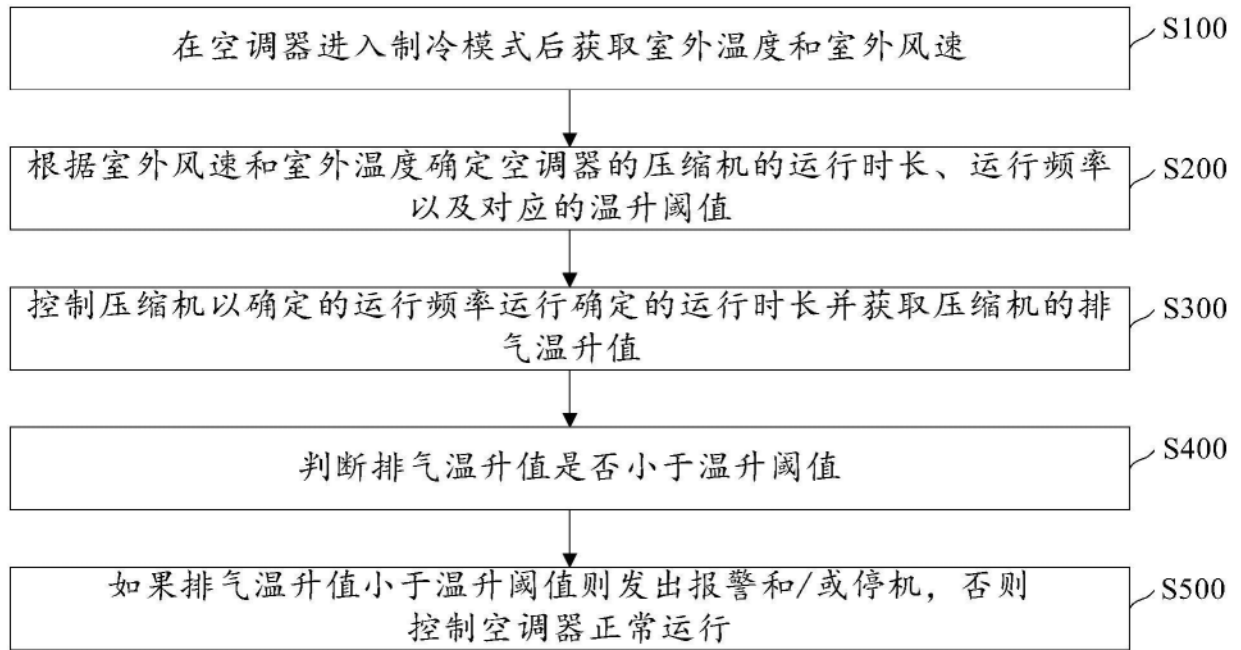 在空调器进入制冷模式后获取室外温度和室外风速
S100
根据室外风速和室外温度确定空调器的压缩机的运行时长、运行频率
以及对应的温升阈值
S200
控制压缩机以确定的运行频率运行确定的运行时长并获取压缩机的排
气温升值
S300
判断排气温升值是否小于温升阈值
S400
如果排气温升值小于温升阈值则发出报警和/或停机，否则
控制空调器正常运行
S500